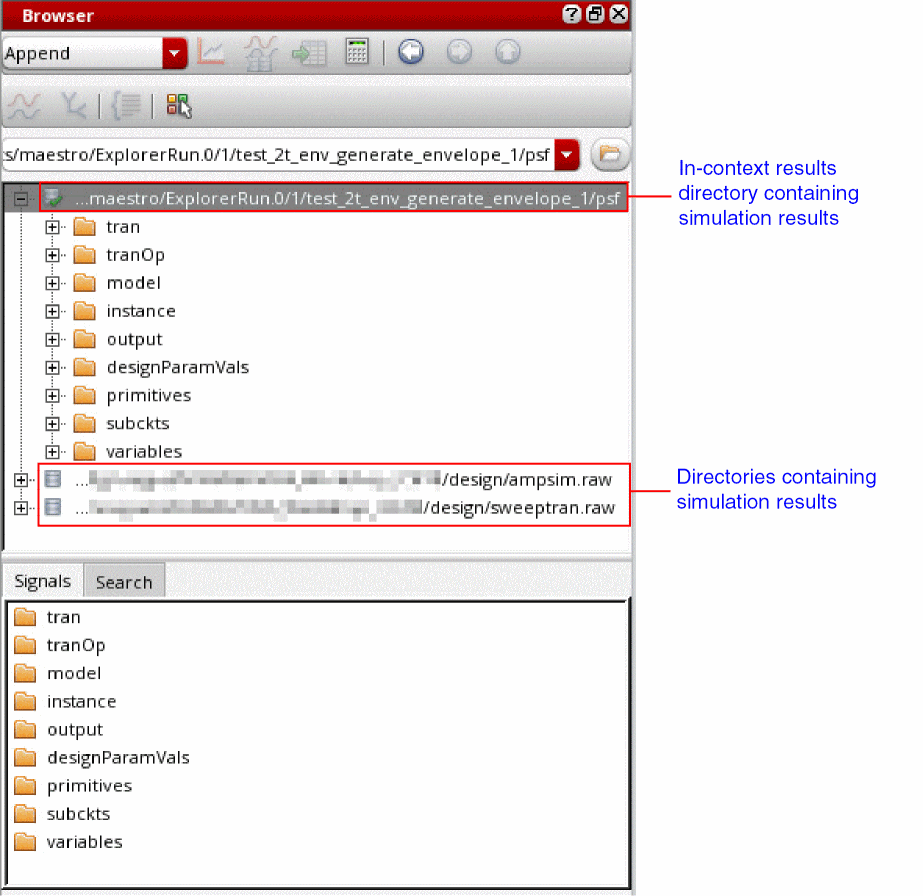 Browser
Append
:s/maestro/ExplorerRun.0/1/test_2t_env_generate_envelope_1/psf
...maestro/ExplorerRun.0/1/test_2t_env_generate_envelope_1/psf
tran
tranOp
model
instance
output
designParamVals
primitives
subckts
variables
... /design/ampsim.raw
... /design/sweeptran.raw
In-context results
directory containing
simulation results
Directories containing
simulation results
Signals
Search
tran
tranOp
model
instance
output
designParamVals
primitives
subckts
variables